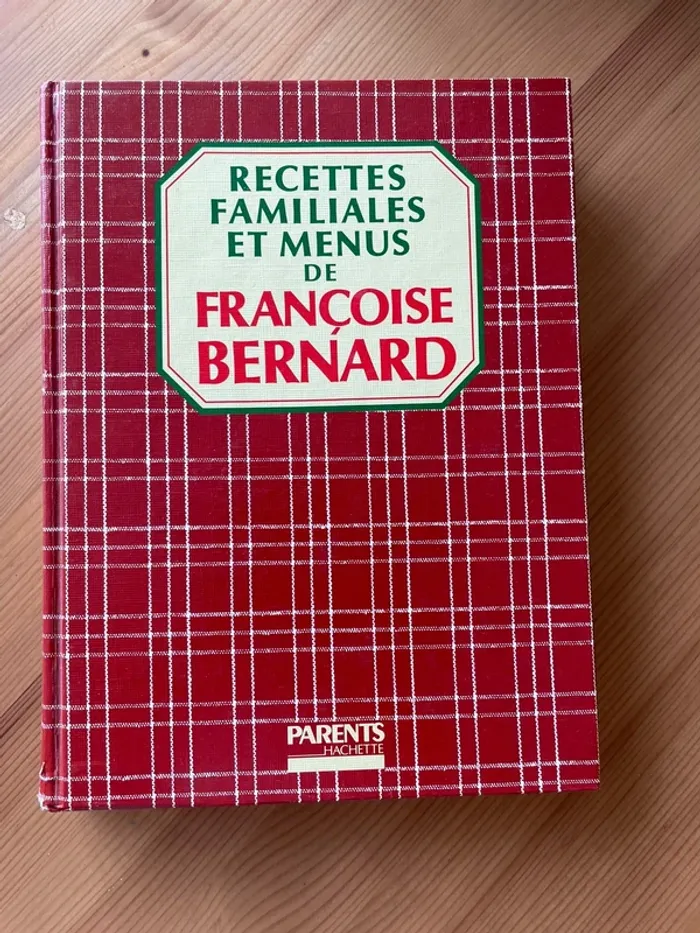 RECETTES
FAMILIALES
ET MENUS
DE
FRANÇOISE
BERNARD
PARENTS
HACHETTE